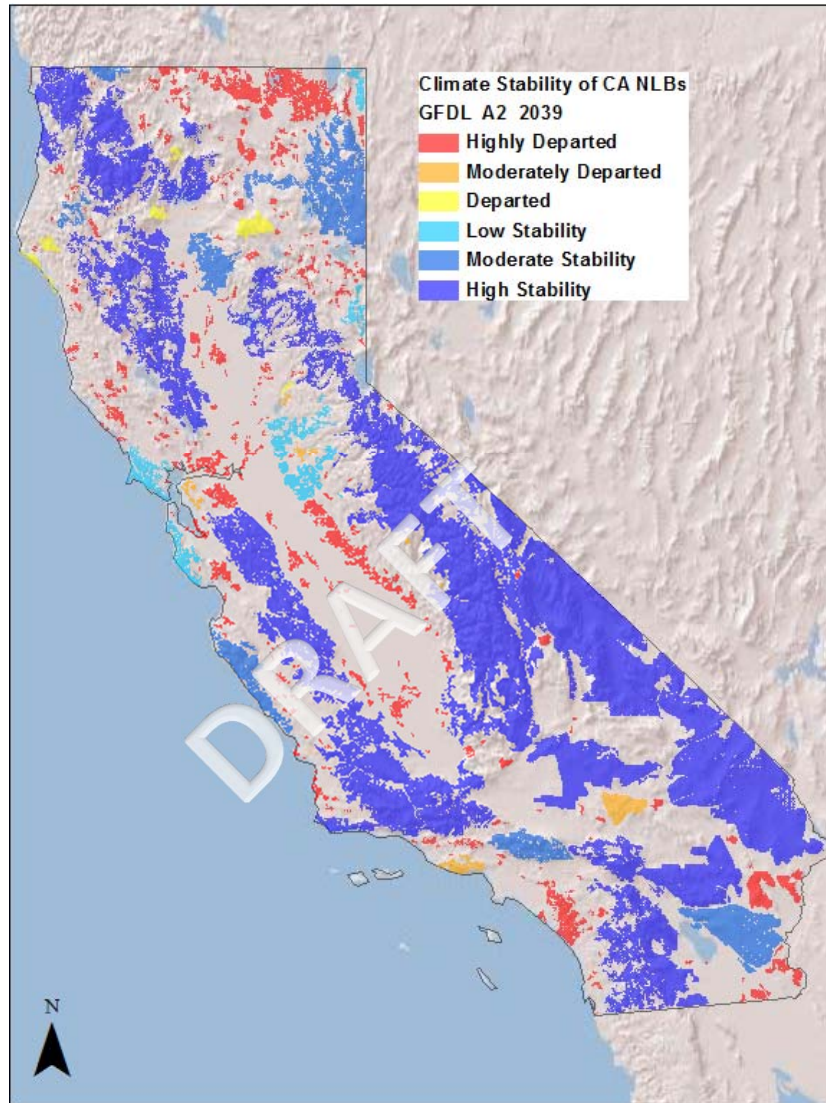 Climate Stability of CA NLBs
GFDL A2 2039
Highly Departed
Moderately Departed
Departed
Low Stability
Moderate Stability
High Stability
DRAFT
N